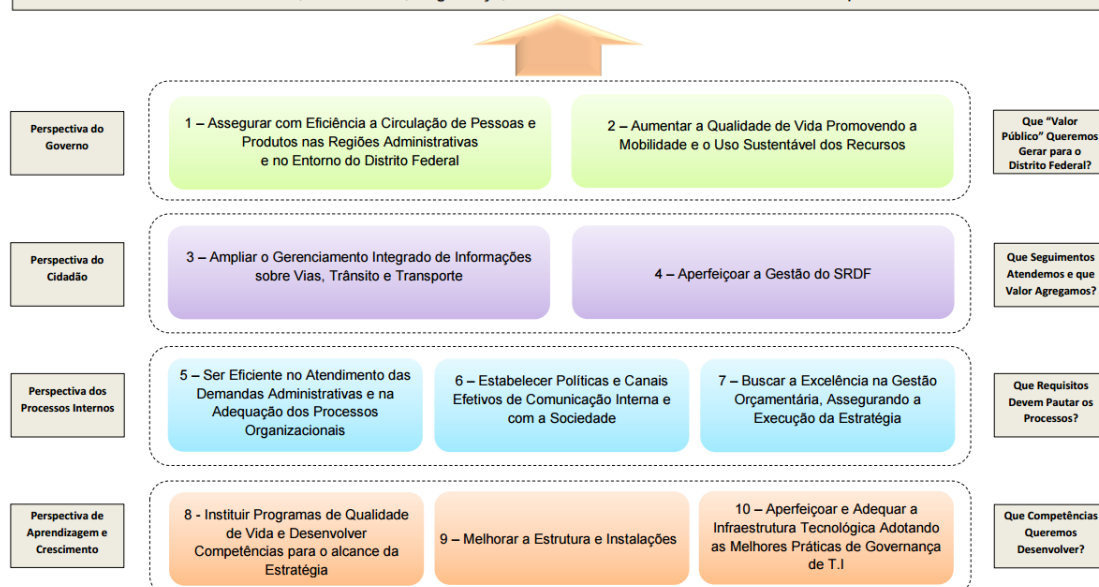 Perspectiva do
Governo
1 – Assegurar com Eficiência a Circulação de Pessoas e
Produtos nas Regiões Administrativas
e no Entorno do Distrito Federal
2 – Aumentar a Qualidade de Vida Promovendo a
Mobilidade e o Uso Sustentável dos Recursos
Que “Valor
Público” Queremos
Gerar para o
Distrito Federal?
Perspectiva do
Cidadão
3 – Ampliar o Gerenciamento Integrado de Informações
sobre Vias, Trânsito e Transporte
4 – Aperfeiçoar a Gestão do SRDF
Que Seguimentos
Atendemos e que
Valor Agregamos?
Perspectiva dos
Processos Internos
5 – Ser Eficiente no Atendimento das
Demandas Administrativas e na
Adequação dos Processos
Organizacionais
6 – Estabelecer Políticas e Canais
Efetivos de Comunicação Interna e
com a Sociedade
7 – Buscar a Excelência na Gestão
Orçamentária, Assegurando a
Execução da Estratégia
Que Requisitos
Devem Pautar os
Processos?
Perspectiva de
Aprendizagem e
Crescimento
8 - Instituir Programas de Qualidade
de Vida e Desenvolver
Competências para o alcance da
Estratégia
9 – Melhorar a Estrutura e Instalações
10 – Aperfeiçoar e Adequar a
Infraestrutura Tecnológica Adotando
as Melhores Práticas de Governança
de T.I
Que Competências
Queremos
Desenvolver?